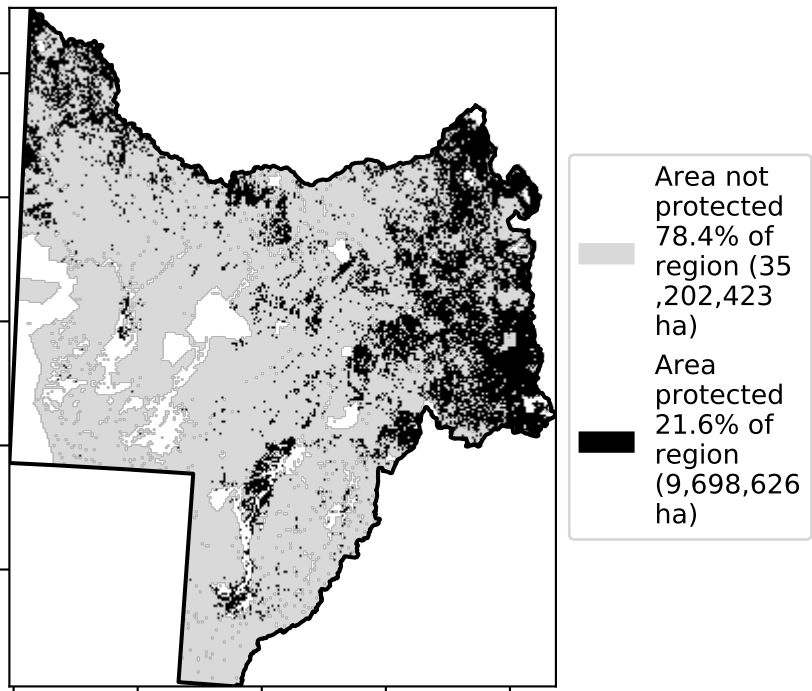 Area not
protected
78.4% of
region (35
,202,423
ha)
Area
protected
21.6% of
region
(9,698,626
ha)